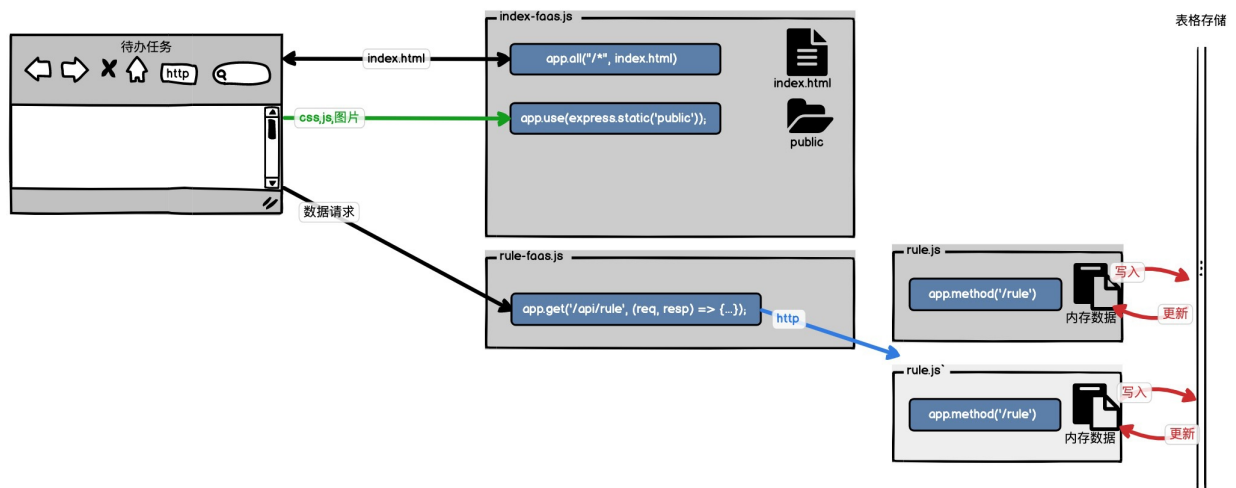 待办任务
http
index.html
css,js,图片
数据请求
index-faas.js
app.all("/*", index.html)
index.html
app.use(express.static('public'));
public
rule-faas.js
app.get('/api/rule', (req, resp) => {...});
http
rule.js
app.method('/rule')
内存数据
写入
更新
rule.js`
app.method('/rule')
内存数据
写入
更新
表格存储